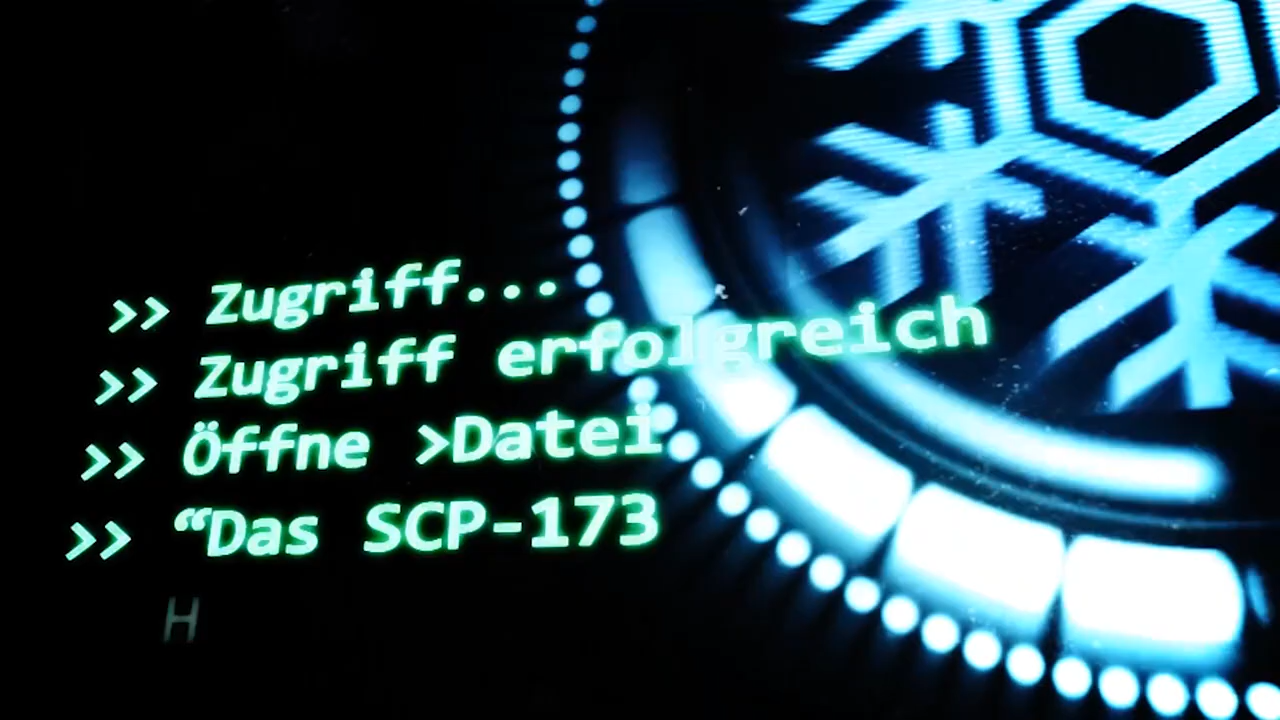 >> Zugriff...
>> Zugriff erfolgreich
>> Öffne >Datei
>> “Das SCP-173
H